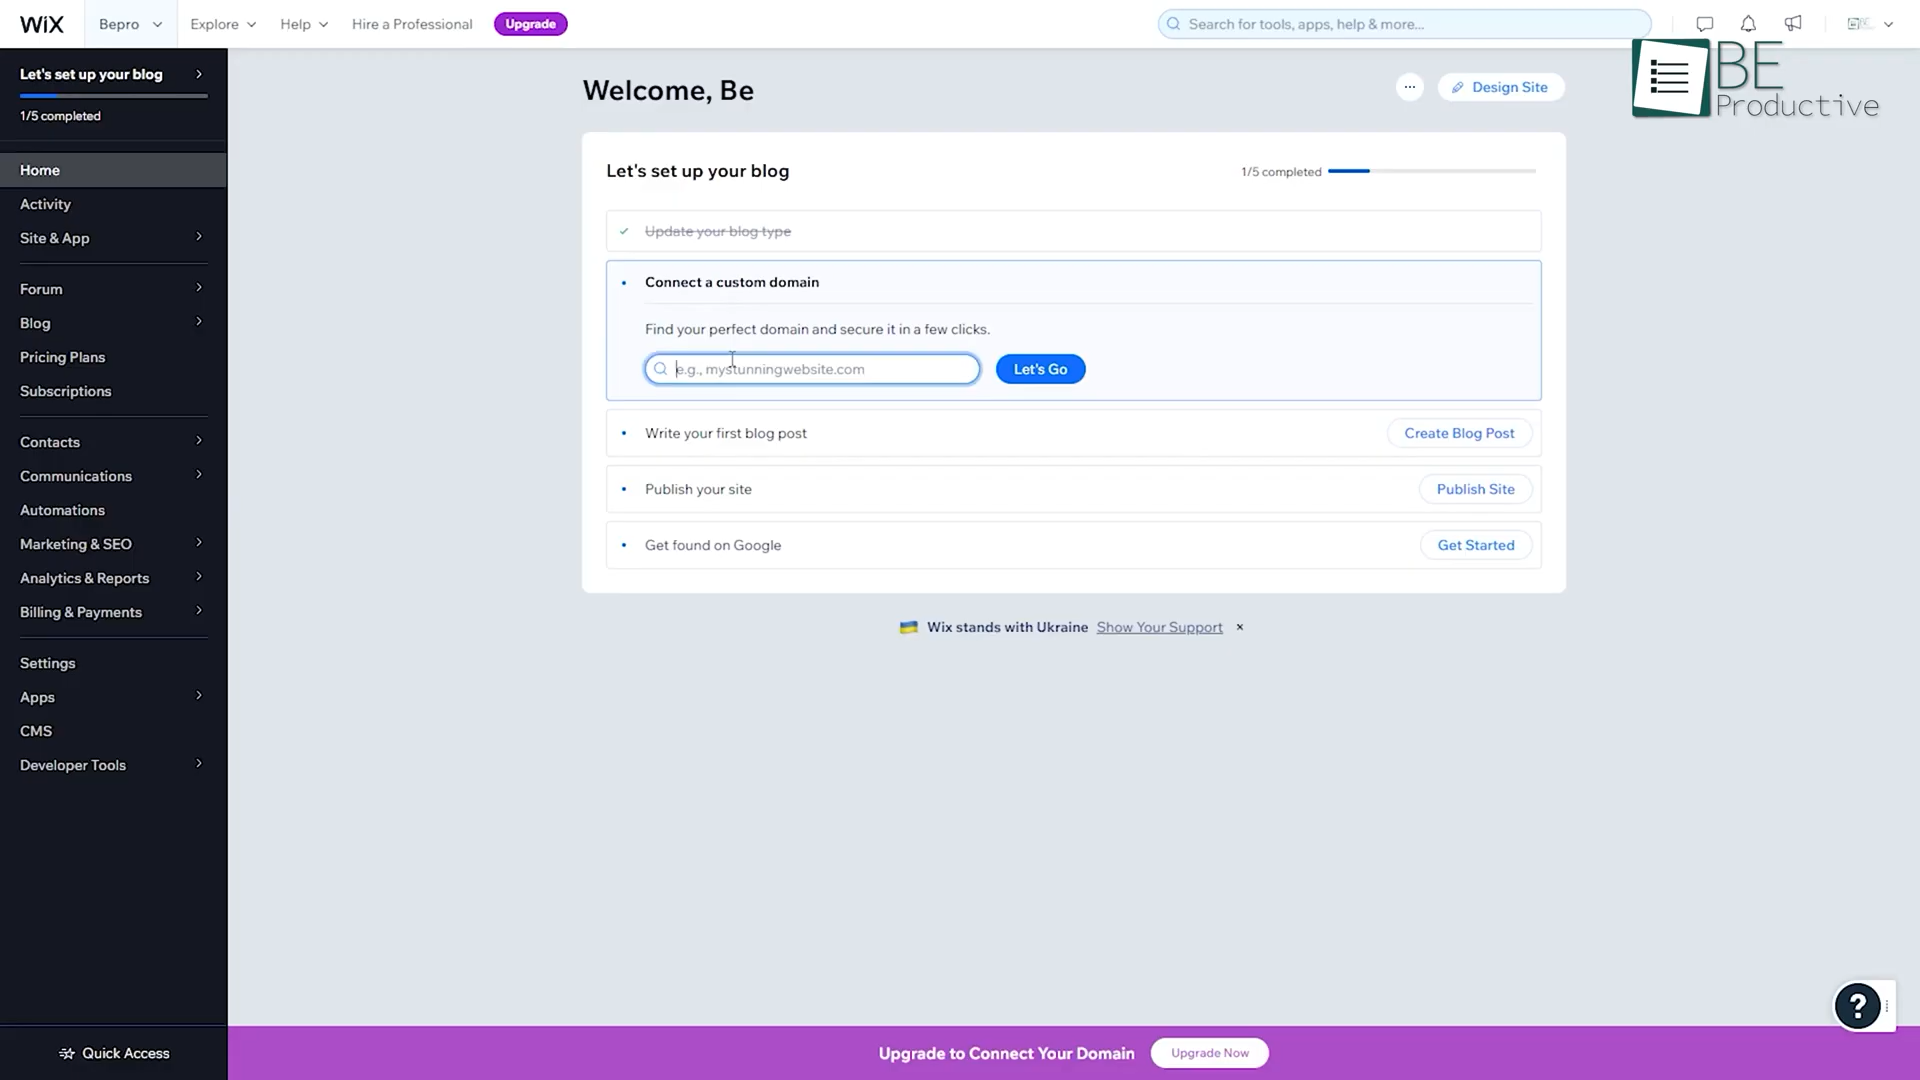 WiX
Bepro
Explore
Help
Hire a Professional
Upgrade
Search for tools, apps, help & more...
BE
Productive
Let's set up your blog
1/5 completed
Home
Activity
Site & App
Forum
Blog
Pricing Plans
Subscriptions
Contacts
Communications
Automations
Marketing & SEO
Analytics & Reports
Billing & Payments
Settings
Apps
CMS
Developer Tools
Quick Access
Welcome, Be
... Design Site
Let's set up your blog
1/5 completed
Update your blog type
Connect a custom domain
Find your perfect domain and secure it in a few clicks.
e.g., mystunningwebsite.com
Let's Go
Write your first blog post
Create Blog Post
Publish your site
Publish Site
Get found on Google
Get Started
Wix stands with Ukraine Show Your Support ×
?
Upgrade to Connect Your Domain
Upgrade Now